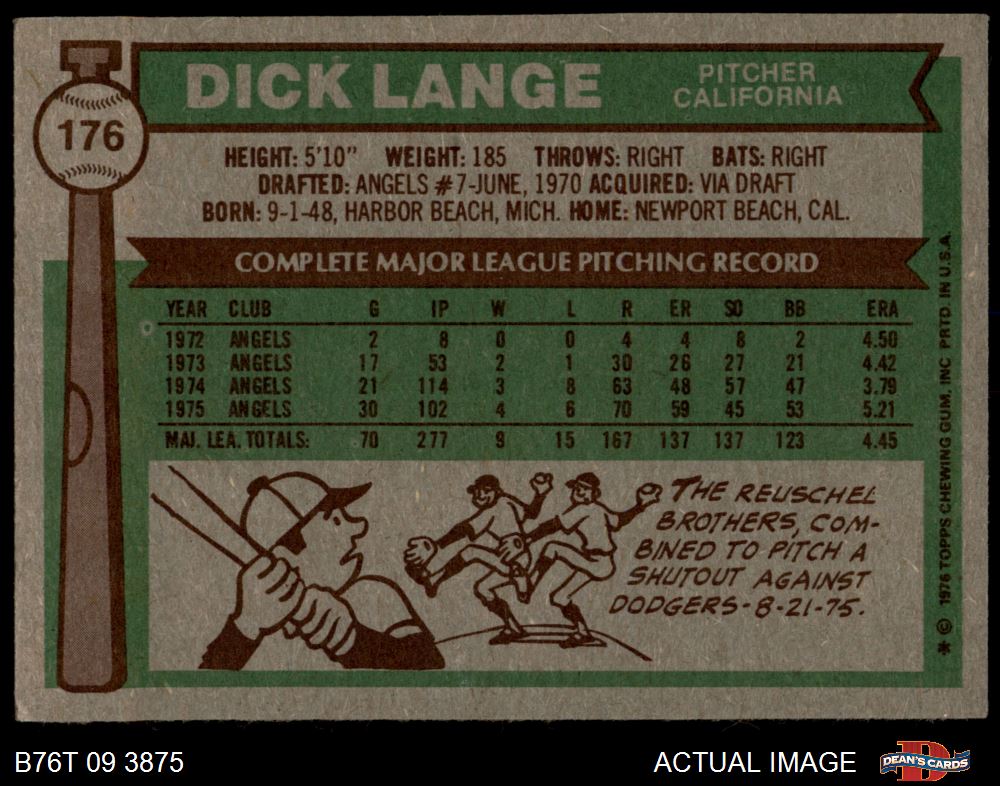 176
DICK LANGE
PITCHER
CALIFORNIA
HEIGHT: 5'10" WEIGHT: 185 THROWS: RIGHT BATS: RIGHT
DRAFTED: ANGELS #7-JUNE, 1970 ACQUIRED: VIA DRAFT
BORN: 9-1-48, HARBOR BEACH, MICH. HOME: NEWPORT BEACH, CAL.
COMPLETE MAJOR LEAGUE PITCHING RECORD
YEAR CLUB G IP W L R ER SO BB ERA
1972 ANGELS 2 8 0 0 4 4 8 2 4.50
1973 ANGELS 17 53 2 1 30 26 27 21 4.42
1974 ANGELS 21 114 3 8 63 48 57 47 3.79
1975 ANGELS 30 102 4 6 70 59 45 53 5.21
MAJ. LEA. TOTALS: 70 277 9 15 167 137 137 123 4.45
THE REUSCHEL
BROTHERS, COM-
BINED TO PITCH A
SHUTOUT AGAINST
DODGERS-8-21-75.
* © 1976 TOPPS CHEWING GUM, INC. PRTD. IN U.S.A.
B76T 09 3875
ACTUAL IMAGE
D
DEAN'S CARDS